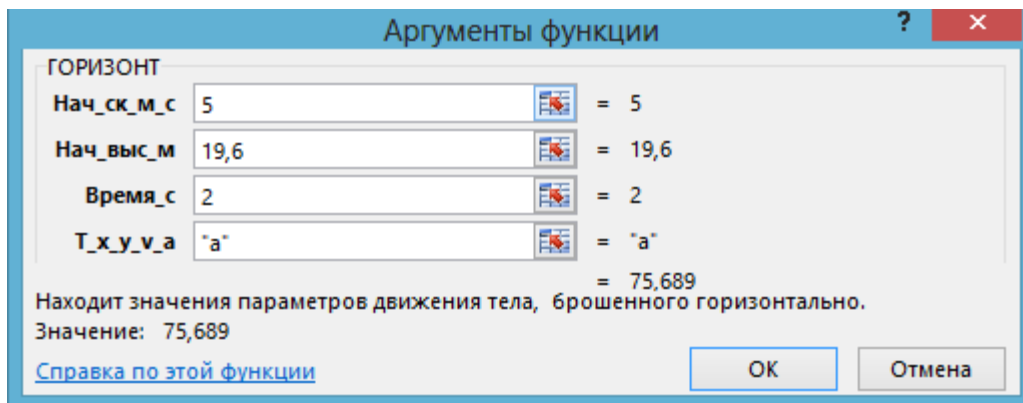 Аргументы функции ?
ГОРИЗОНТ
Нач_ск_м_с 5 = 5
Нач_выс_м 19,6 = 19,6
Время_с 2 = 2
T_x_y_v_a "a" = "a"
= 75,689
Находит значения параметров движения тела, брошенного горизонтально.
Значение: 75,689
Справка по этой функции ОК Отмена